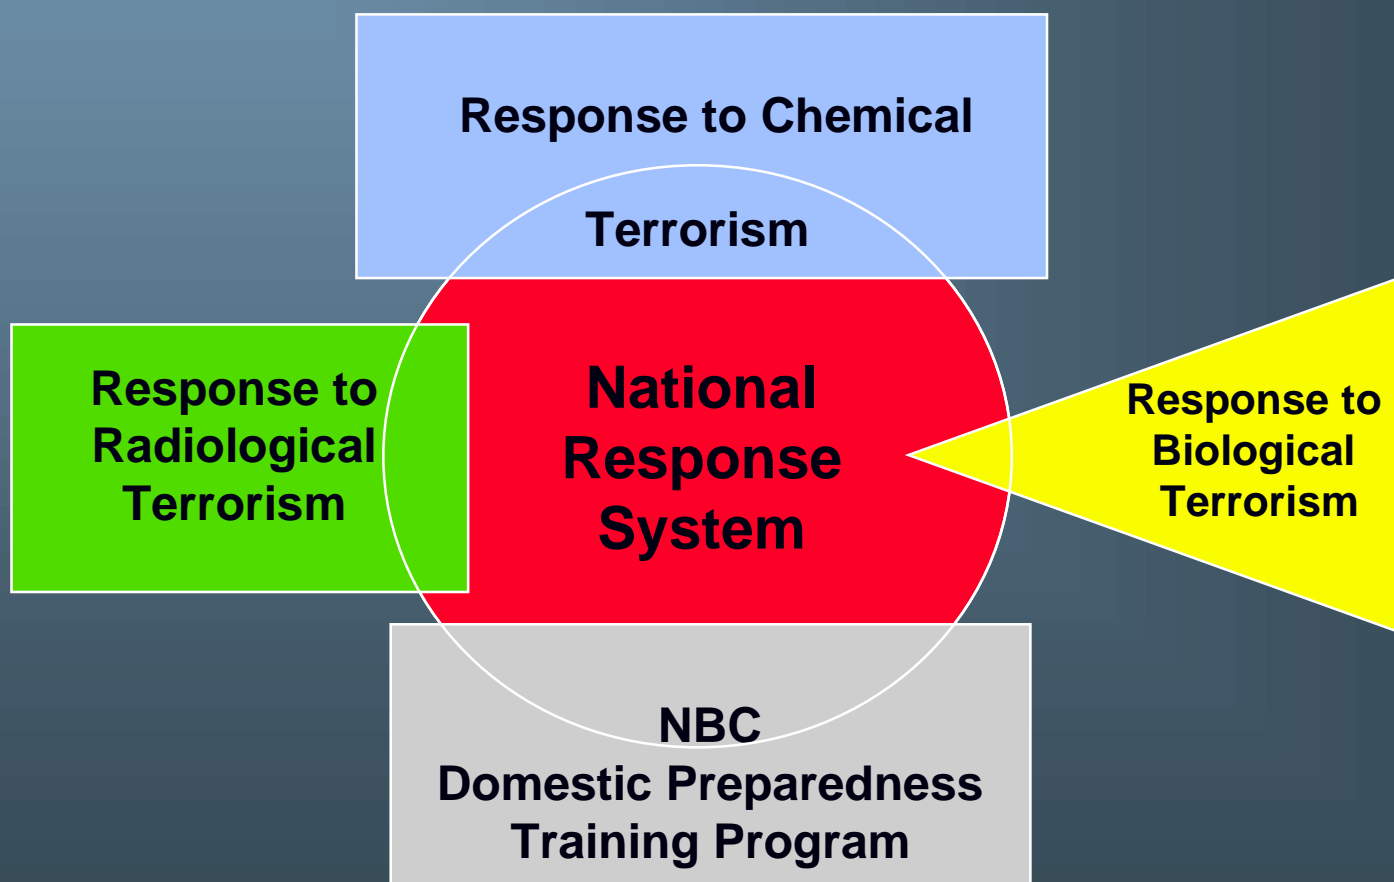 Response to Chemical
Terrorism
Response to
Radiological
Terrorism
National
Response
System
Response to
Biological
Terrorism
NBC
Domestic Preparedness
Training Program